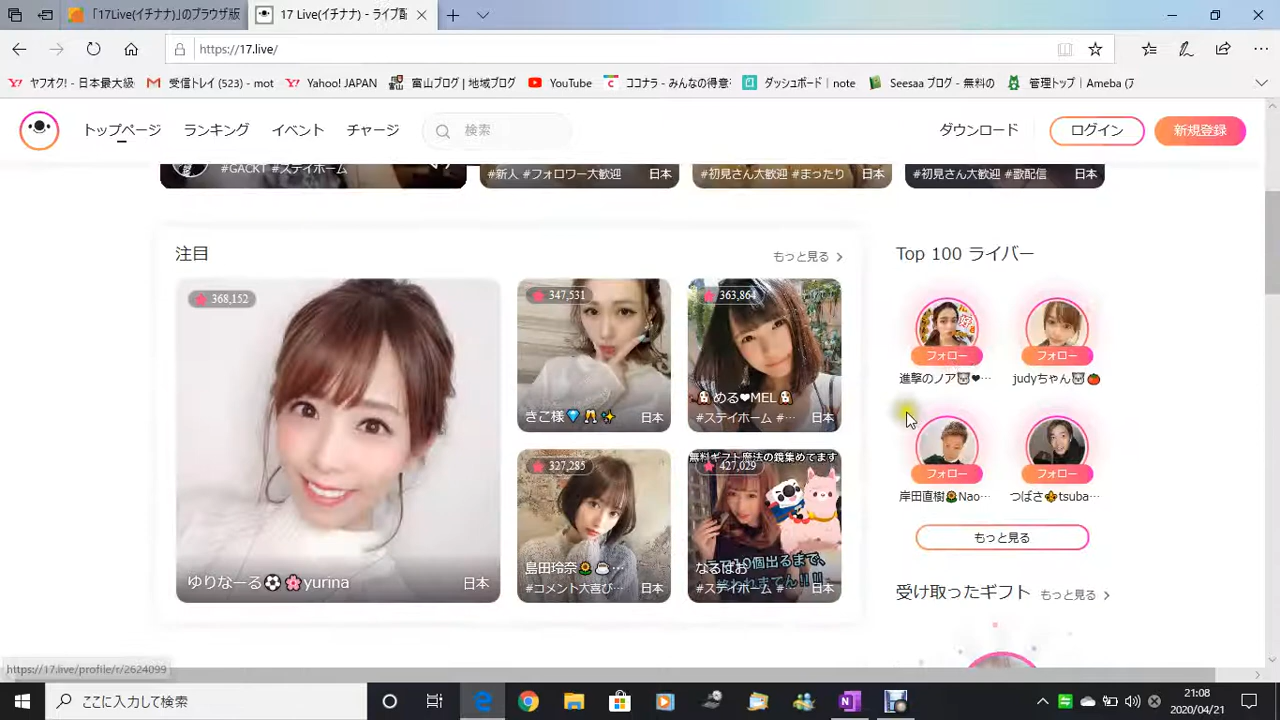 「17Live(イチナナ)」のブラウザ版
17 Live(イチナナ) - ライブ配
https://17.live/
ヤフオク! - 日本最大級
受信トレイ (523) - mot
Yahoo! JAPAN
富山ブログ | 地域ブログ
YouTube
ココナラ - みんなの得意
ダッシュボード | note
Seesaa ブログ - 無料の
管理トップ | Ameba(ア
トップページ
ランキング
イベント
チャージ
検索
ダウンロード
ログイン
新規登録
#GACKT #ステイホーム
#新人 #フォロワー大歓迎 日本
#初見さん大歓迎 #まったり 日本
#初見さん大歓迎 #歌配信 日本
注目
もっと見る
368,152
ゆりなーる⚽🌸yurina 日本
347,531
きこ様💎🥂✨ 日本
363,864
める❤MEL
#ステイホーム #… 日本
327,285
島田玲奈🌻☕…
#コメント大喜び… 日本
無料ギフト魔法の鏡集めてます
427,029
なるぱお
#ステイホーム #… 日本
Top 100 ライバー
フォロー
進撃のノア🐷❤…
フォロー
judyちゃん🐷🍅
フォロー
岸田直樹🌻Nao…
フォロー
つばさ🌼tsuba…
もっと見る
受け取ったギフト
もっと見る
https://17.live/profile/r/2624099
ここに入力して検索
21:08
2020/04/21